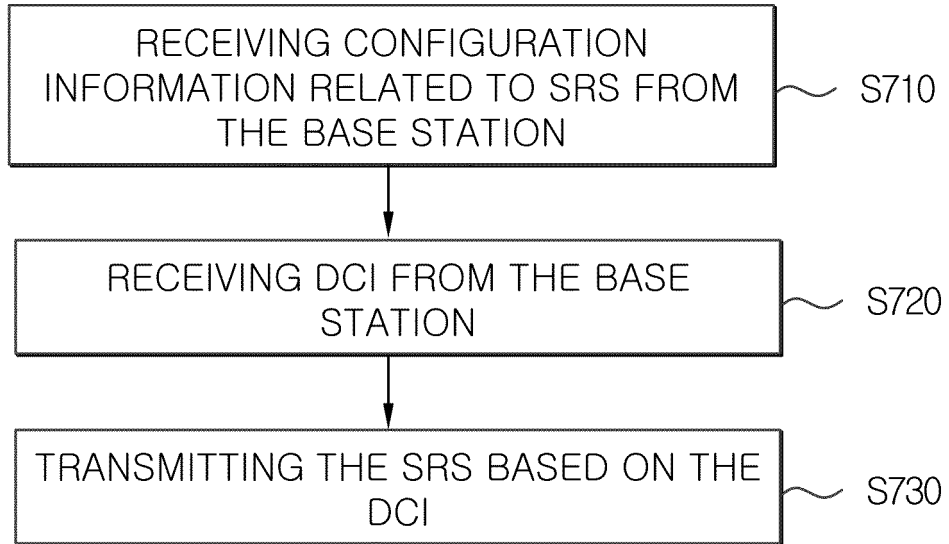 RECEIVING CONFIGURATION
INFORMATION RELATED TO SRS FROM
THE BASE STATION
S710
RECEIVING DCI FROM THE BASE
STATION
S720
TRANSMITTING THE SRS BASED ON THE
DCI
S730